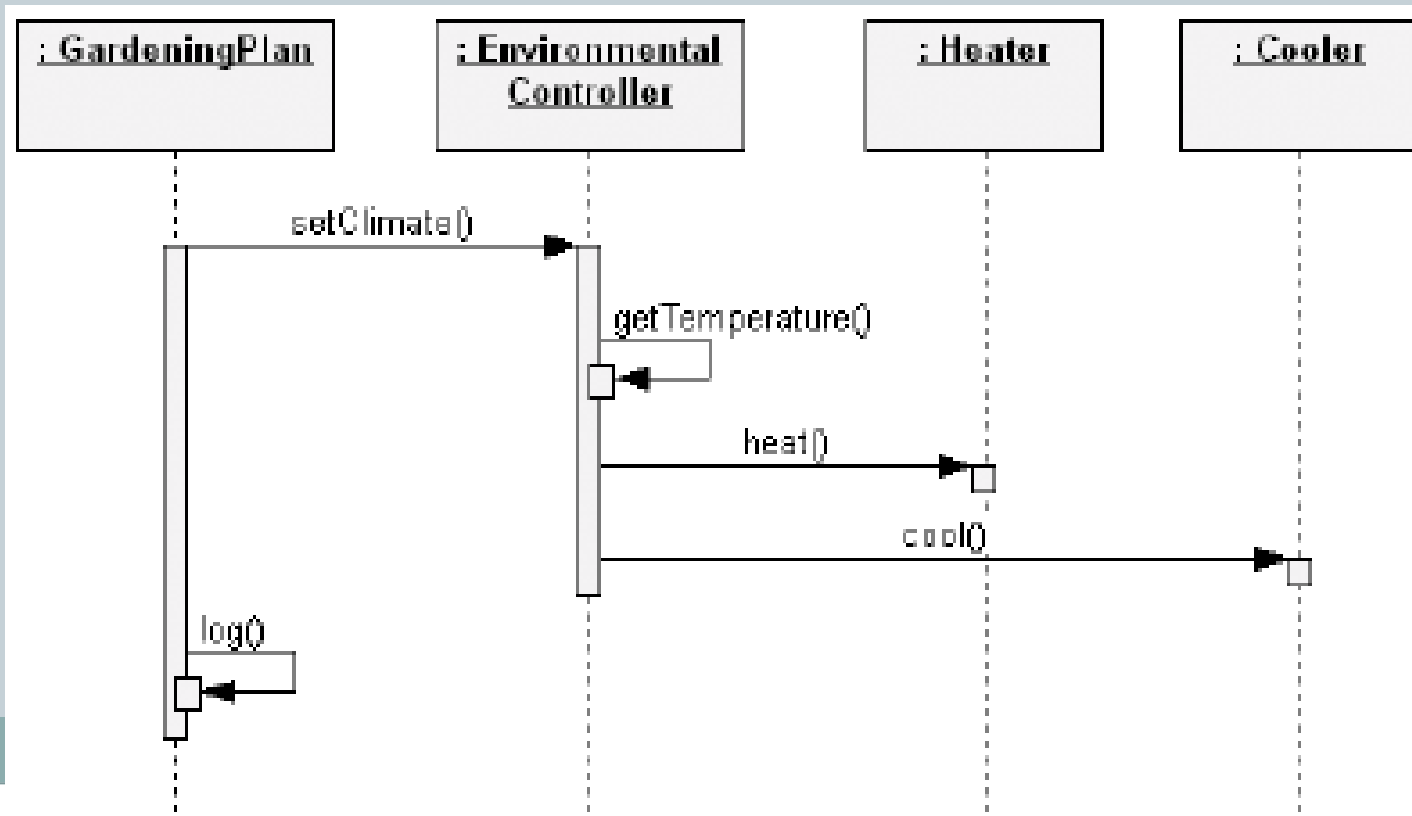 : GardeningPlan
: Environmental
Controller
: Heater
: Cooler
setClimate()
getTemperature()
heat()
cool()
log()